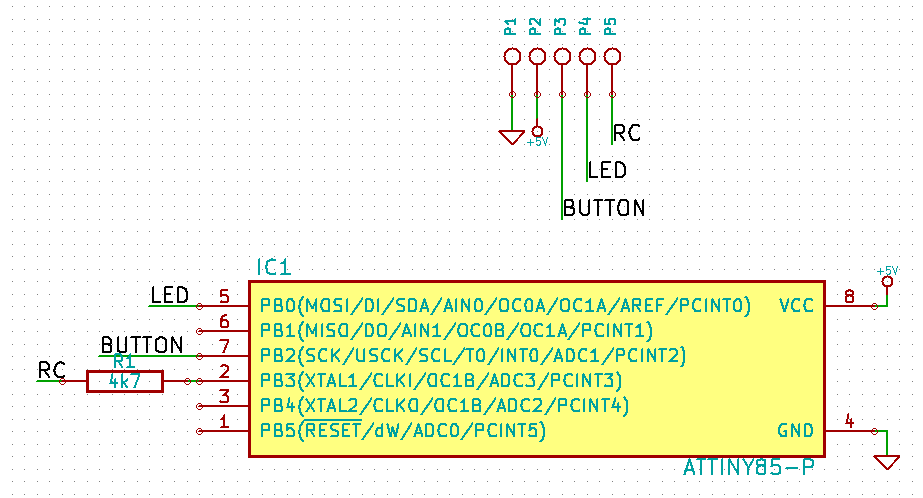 P1 P2 P3 P4 P5
+5V
RC
LED
BUTTON
IC1
+5V
LED 5 PB0(MOSI/DI/SDA/AIN0/OC0A/OC1A/AREF/PCINT0) VCC 8
6 PB1(MISO/DO/AIN1/OC0B/OC1A/PCINT1)
BUTTON 7 PB2(SCK/USCK/SCL/T0/INT0/ADC1/PCINT2)
R1
RC 4k7 2 PB3(XTAL1/CLKI/OC1B/ADC3/PCINT3)
3 PB4(XTAL2/CLKO/OC1B/ADC2/PCINT4)
1 PB5(RESET/dW/ADC0/PCINT5) GND 4
ATTINY85-P